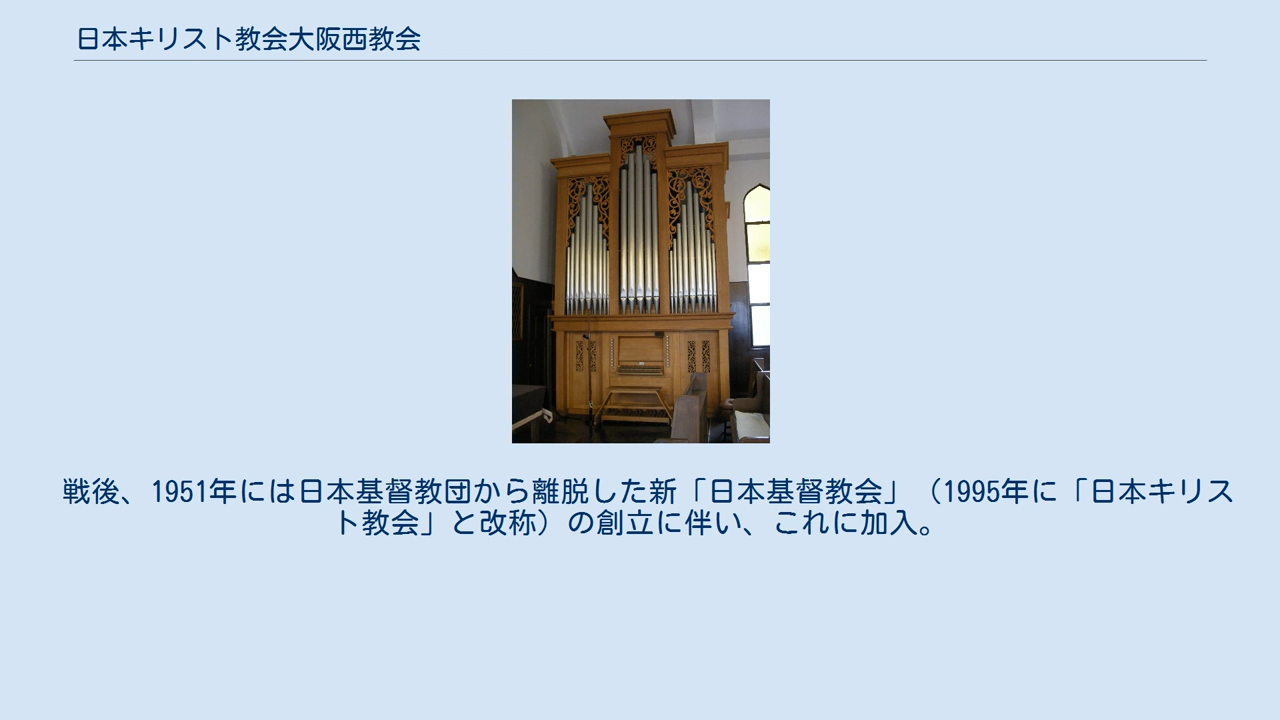 日本キリスト教会大阪西教会
戦後、1951年には日本基督教団から離脱した新「日本基督教会」（1995年に「日本キリス
ト教会」と改称）の創立に伴い、これに加入。